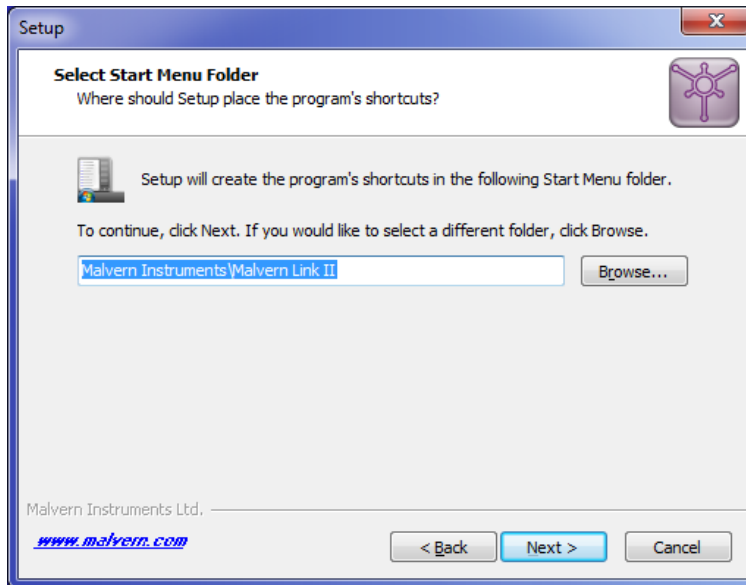 Setup
Select Start Menu Folder
Where should Setup place the program's shortcuts?
Setup will create the program's shortcuts in the following Start Menu folder.
To continue, click Next. If you would like to select a different folder, click Browse.
Malvern Instruments\Malvern Link II
Browse...
Malvern Instruments Ltd.
www.malvern.com
< Back
Next >
Cancel